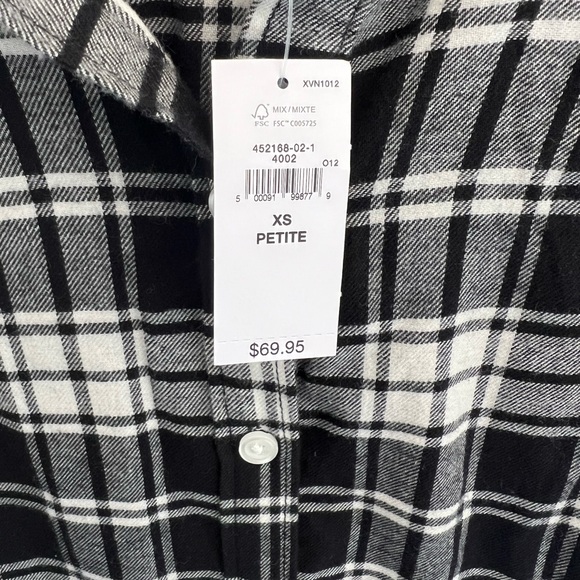 XVN1012
MIX/MIXTE
FSC FSC™ C005725
452168-02-1
4002
O12
5 00091 99877 9
XS
PETITE
$69.95